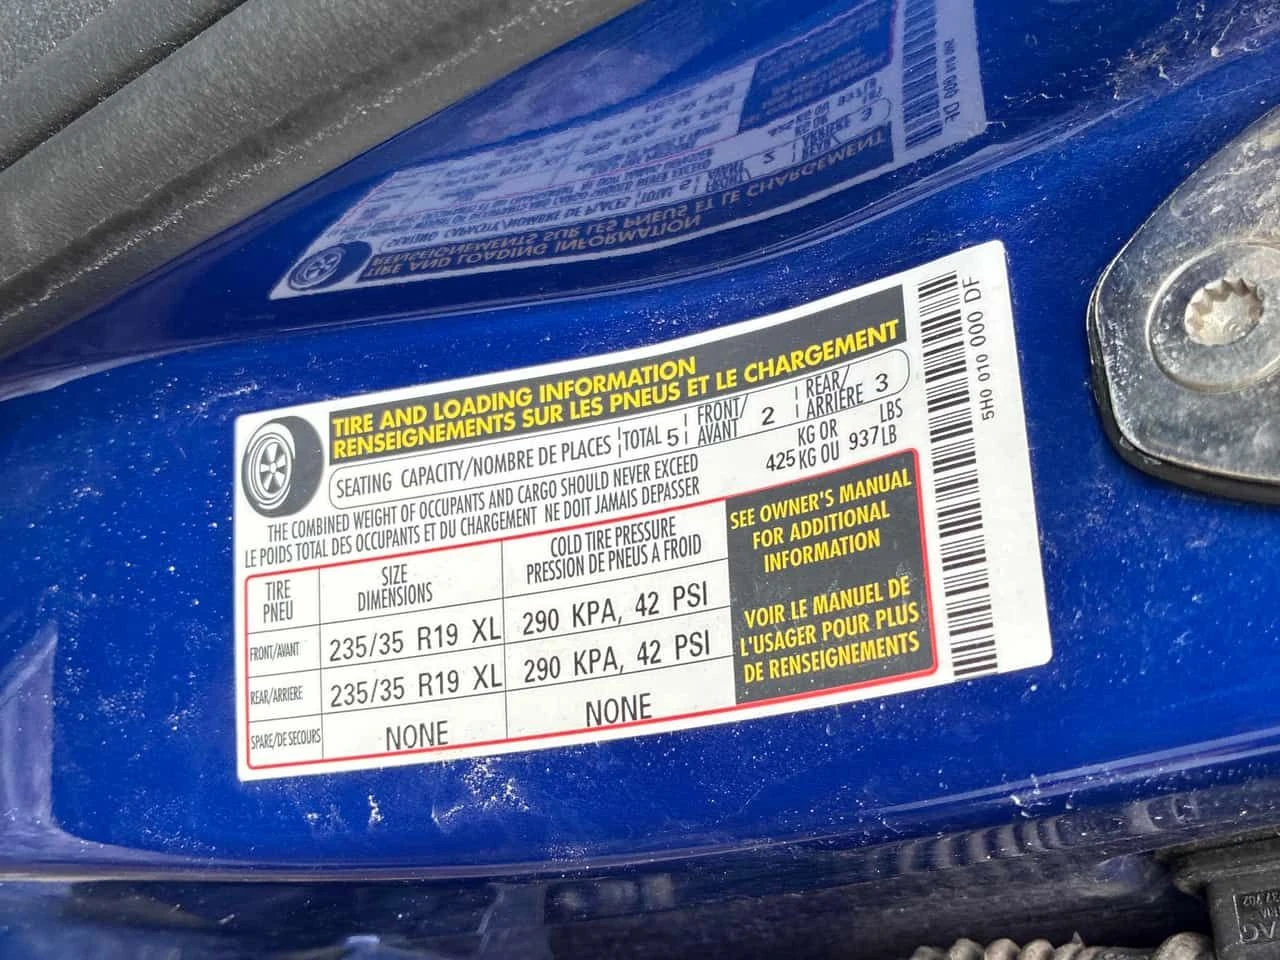 TIRE AND LOADING INFORMATION
RENSEIGNEMENTS SUR LES PNEUS ET LE CHARGEMENT
SEATING CAPACITY/NOMBRE DE PLACES TOTAL 5 FRONT/AVANT 2 REAR/ARRIÈRE 3
THE COMBINED WEIGHT OF OCCUPANTS AND CARGO SHOULD NEVER EXCEED
LE POIDS TOTAL DES OCCUPANTS ET DU CHARGEMENT NE DOIT JAMAIS DEPASSER
425 KG OR KG OU 937 LBS LB
TIRE PNEU
SIZE DIMENSIONS
COLD TIRE PRESSURE
PRESSION DE PNEUS A FROID
FRONT/AVANT 235/35 R19 XL 290 KPA, 42 PSI
REAR/ARRIERE 235/35 R19 XL 290 KPA, 42 PSI
SPARE/DE SECOURS NONE NONE
SEE OWNER'S MANUAL
FOR ADDITIONAL
INFORMATION
VOIR LE MANUEL DE
L'USAGER POUR PLUS
DE RENSEIGNEMENTS
5H0 010 000 DF